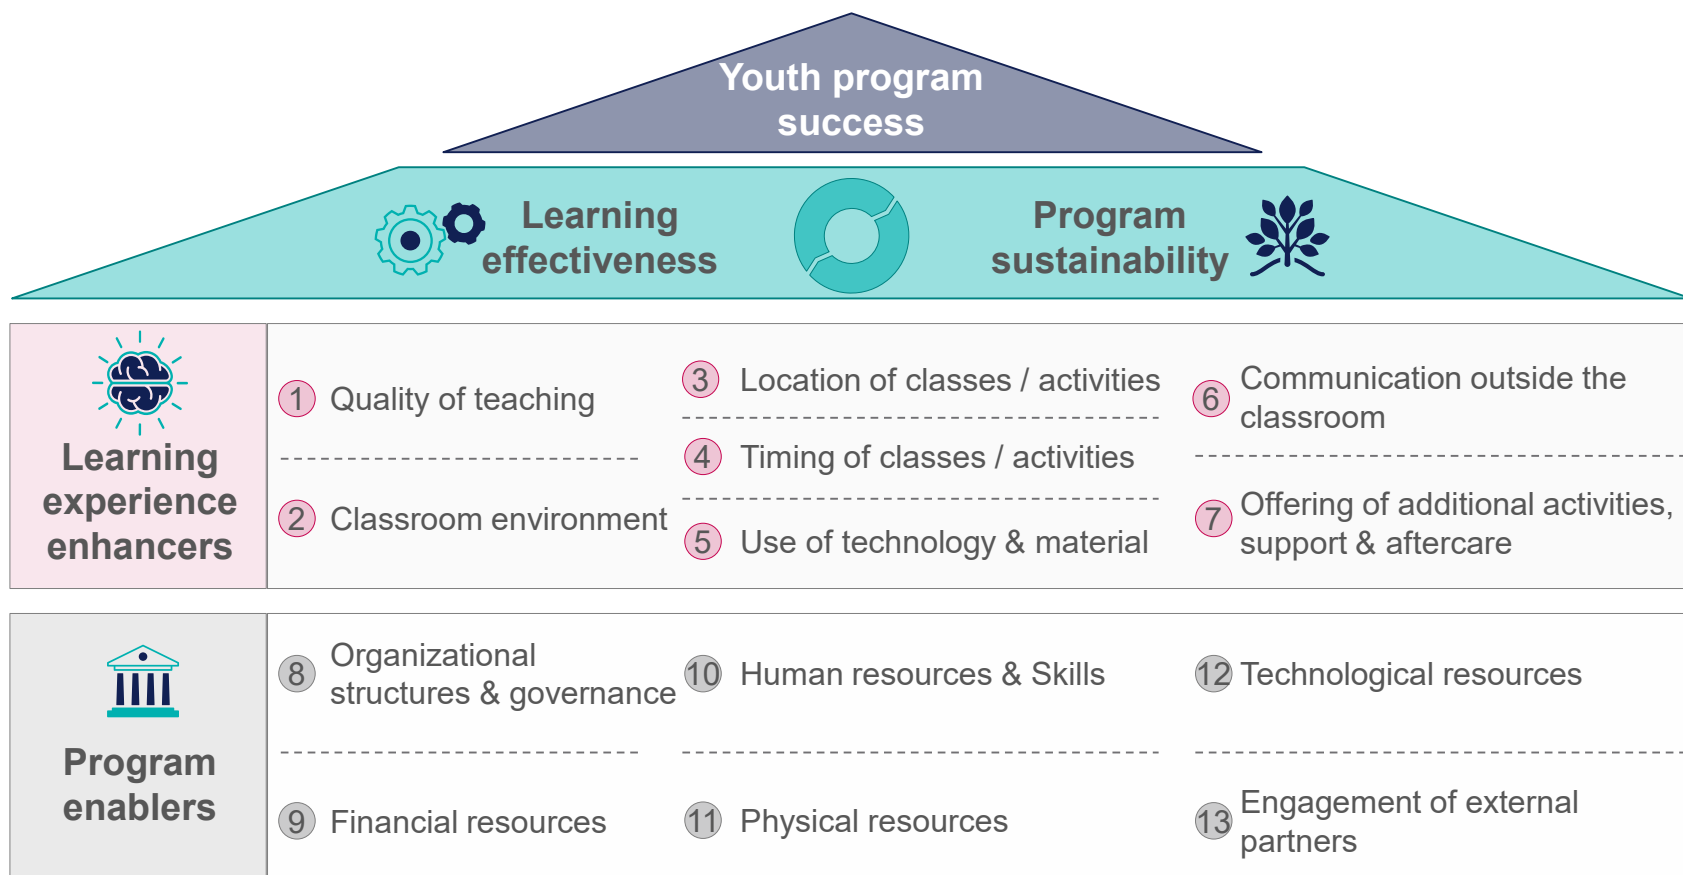 Youth program
success
Learning
effectiveness
Program
sustainability
Learning
experience
enhancers
1 Quality of teaching
2 Classroom environment
3 Location of classes / activities
4 Timing of classes / activities
5 Use of technology & material
6 Communication outside the
classroom
7 Offering of additional activities,
support & aftercare
Program
enablers
8 Organizational
structures & governance
9 Financial resources
10 Human resources & Skills
11 Physical resources
12 Technological resources
13 Engagement of external
partners